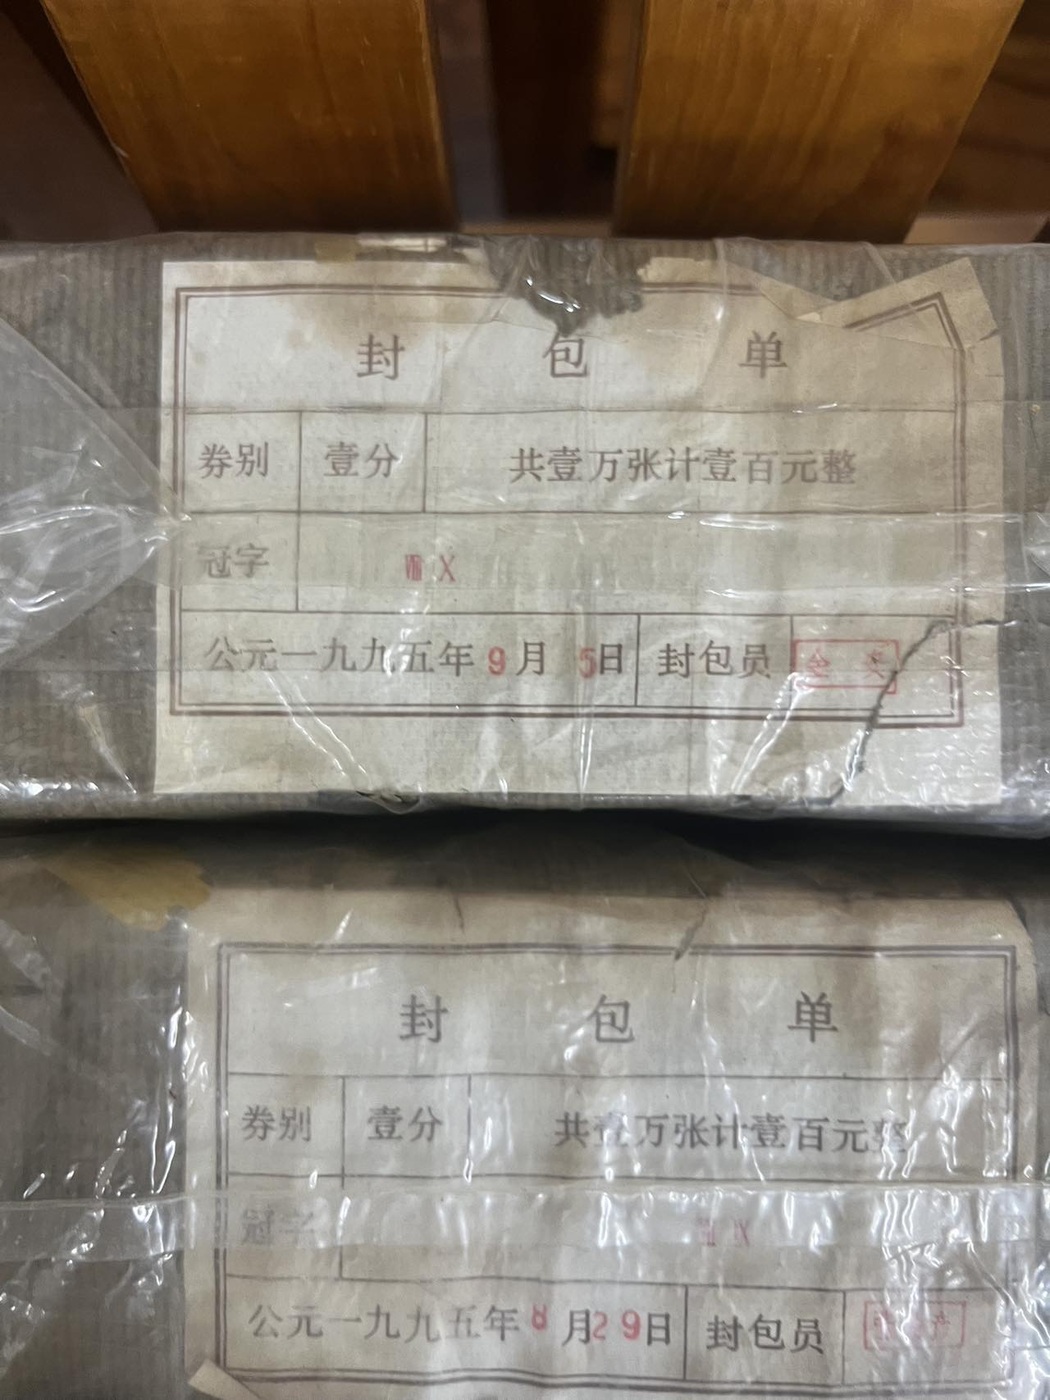 封包单
券别 壹分 共壹万张计壹百元整
冠字 Ⅷ Ⅹ
公元一九九五年9月5日 封包员
封包单
券别 壹分 共壹万张计壹百元整
冠字
公元一九九五年8月29日 封包员